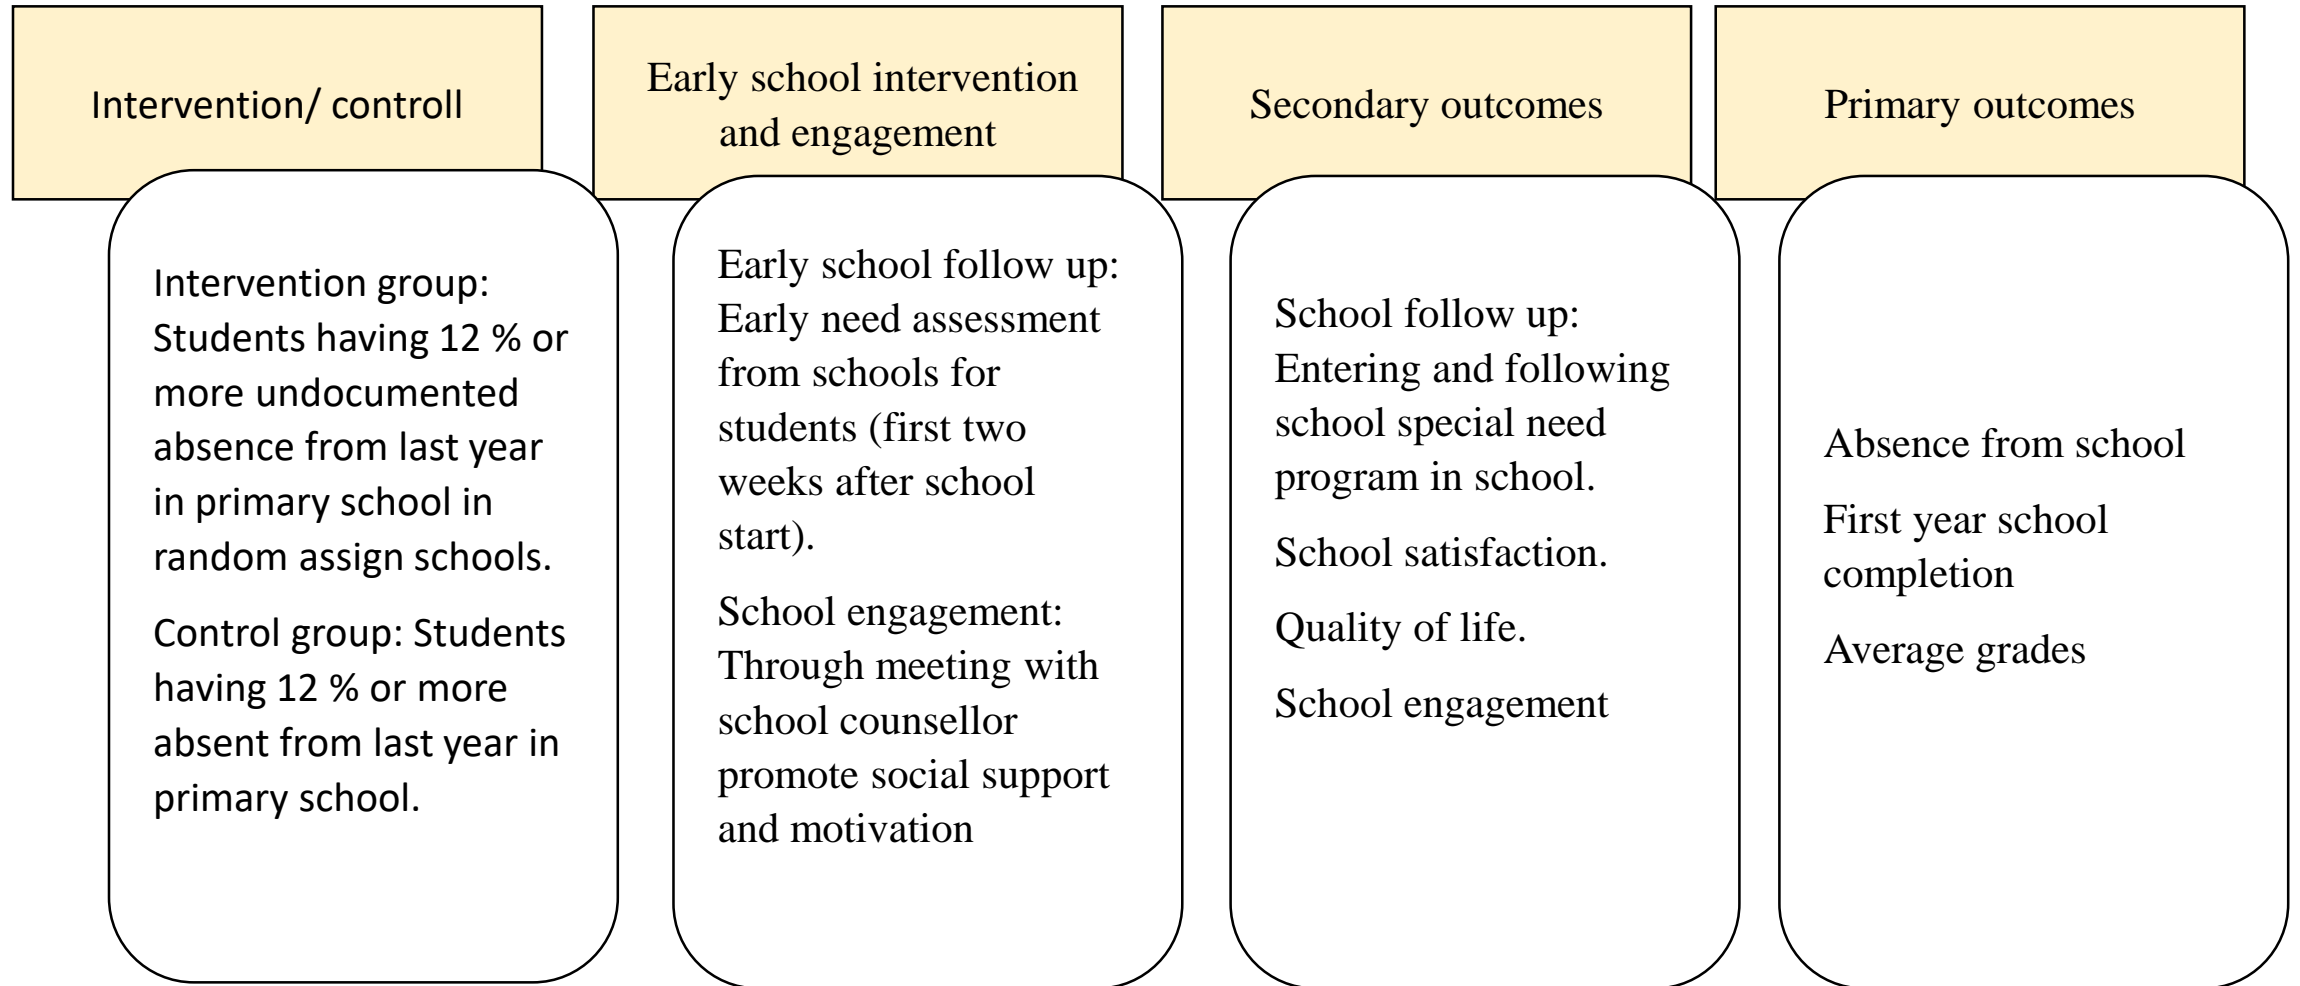 Intervention/ controll
Intervention group:
Students having 12 % or
more undocumented
absence from last year
in primary school in
random assign schools.
Control group: Students
having 12 % or more
absent from last year in
primary school.
Early school intervention
and engagement
Early school follow up:
Early need assessment
from schools for
students (first two
weeks after school
start).
School engagement:
Through meeting with
school counsellor
promote social support
and motivation
Secondary outcomes
School follow up:
Entering and following
school special need
program in school.
School satisfaction.
Quality of life.
School engagement
Primary outcomes
Absence from school
First year school
completion
Average grades